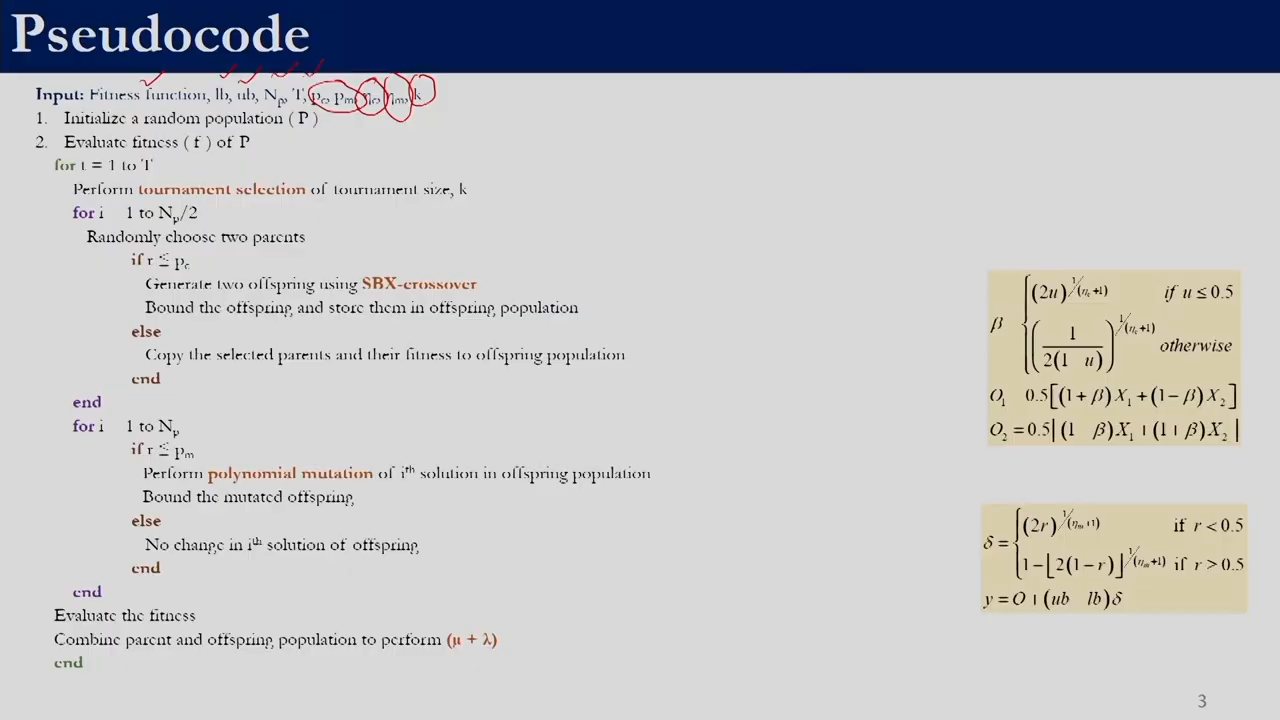 Pseudocode
Input: Fitness function, lb, ub, Np, T, pc, pm, ηc, ηm, k
1. Initialize a random population ( P )
2. Evaluate fitness ( f ) of P
for t = 1 to T
Perform tournament selection of tournament size, k
for i 1 to Np/2
Randomly choose two parents
if r ≤ pc
Generate two offspring using SBX-crossover
Bound the offspring and store them in offspring population
else
Copy the selected parents and their fitness to offspring population
end
end
for i 1 to Np
if r ≤ pm
Perform polynomial mutation of ith solution in offspring population
Bound the mutated offspring
else
No change in ith solution of offspring
end
end
Evaluate the fitness
Combine parent and offspring population to perform (μ + λ)
end
β { (2u)^1/(ηc+1) if u ≤ 0.5
(1 / 2(1 u))^1/(ηc+1) otherwise
O1 0.5[(1 + β)X1 + (1 − β)X2]
O2 = 0.5[(1 β)X1 + (1 + β)X2]
δ = { (2r)^1/(ηm+1) if r < 0.5
1 − [2(1 − r)]^1/(ηm+1) if r > 0.5
y = O + (ub lb)δ
3